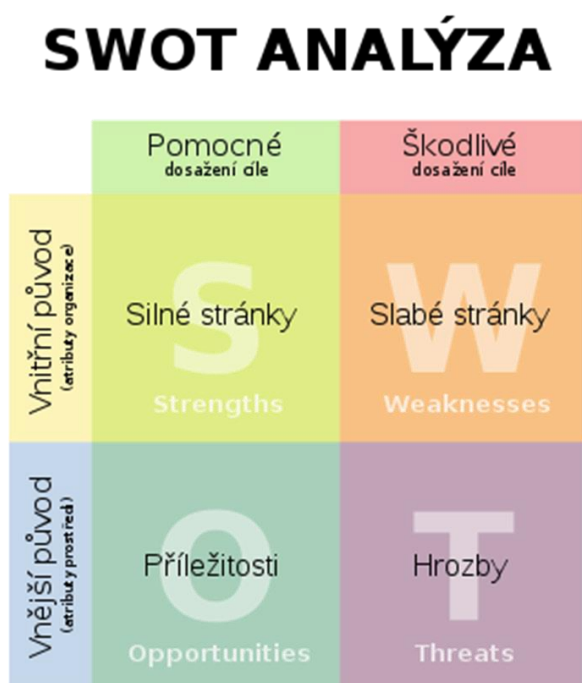 SWOT ANALÝZA
Pomocné
dosažení cíle
Škodlivé
dosažení cíle
Vnitřní původ
(atributy organizace)
S
Silné stránky
Strengths
W
Slabé stránky
Weaknesses
Vnější původ
(atributy prostředí)
O
Příležitosti
Opportunities
T
Hrozby
Threats